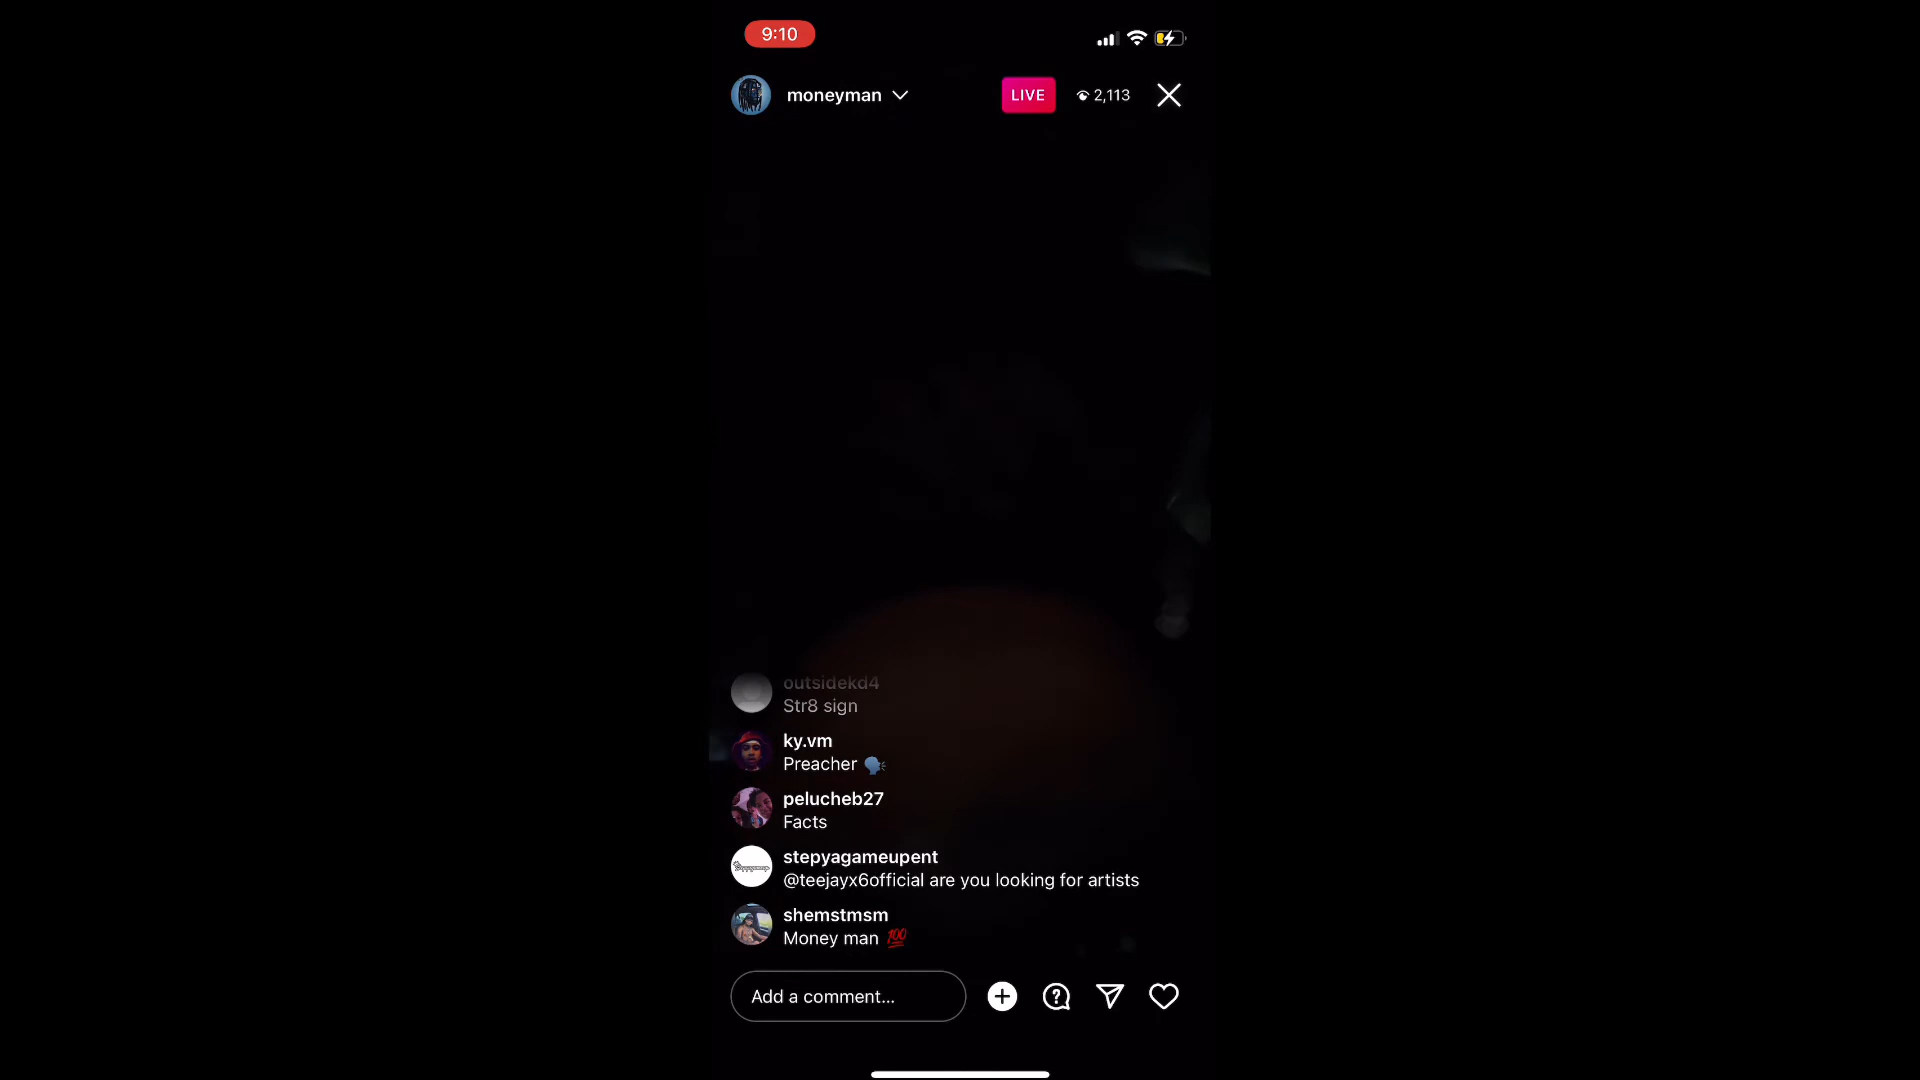 9:10
moneyman
LIVE
2,113
outsidekd4
Str8 sign
ky.vm
Preacher 🗣
pelucheb27
Facts
stepyagameupent
@teejayx6official are you looking for artists
shemstmsm
Money man 💯
Add a comment...